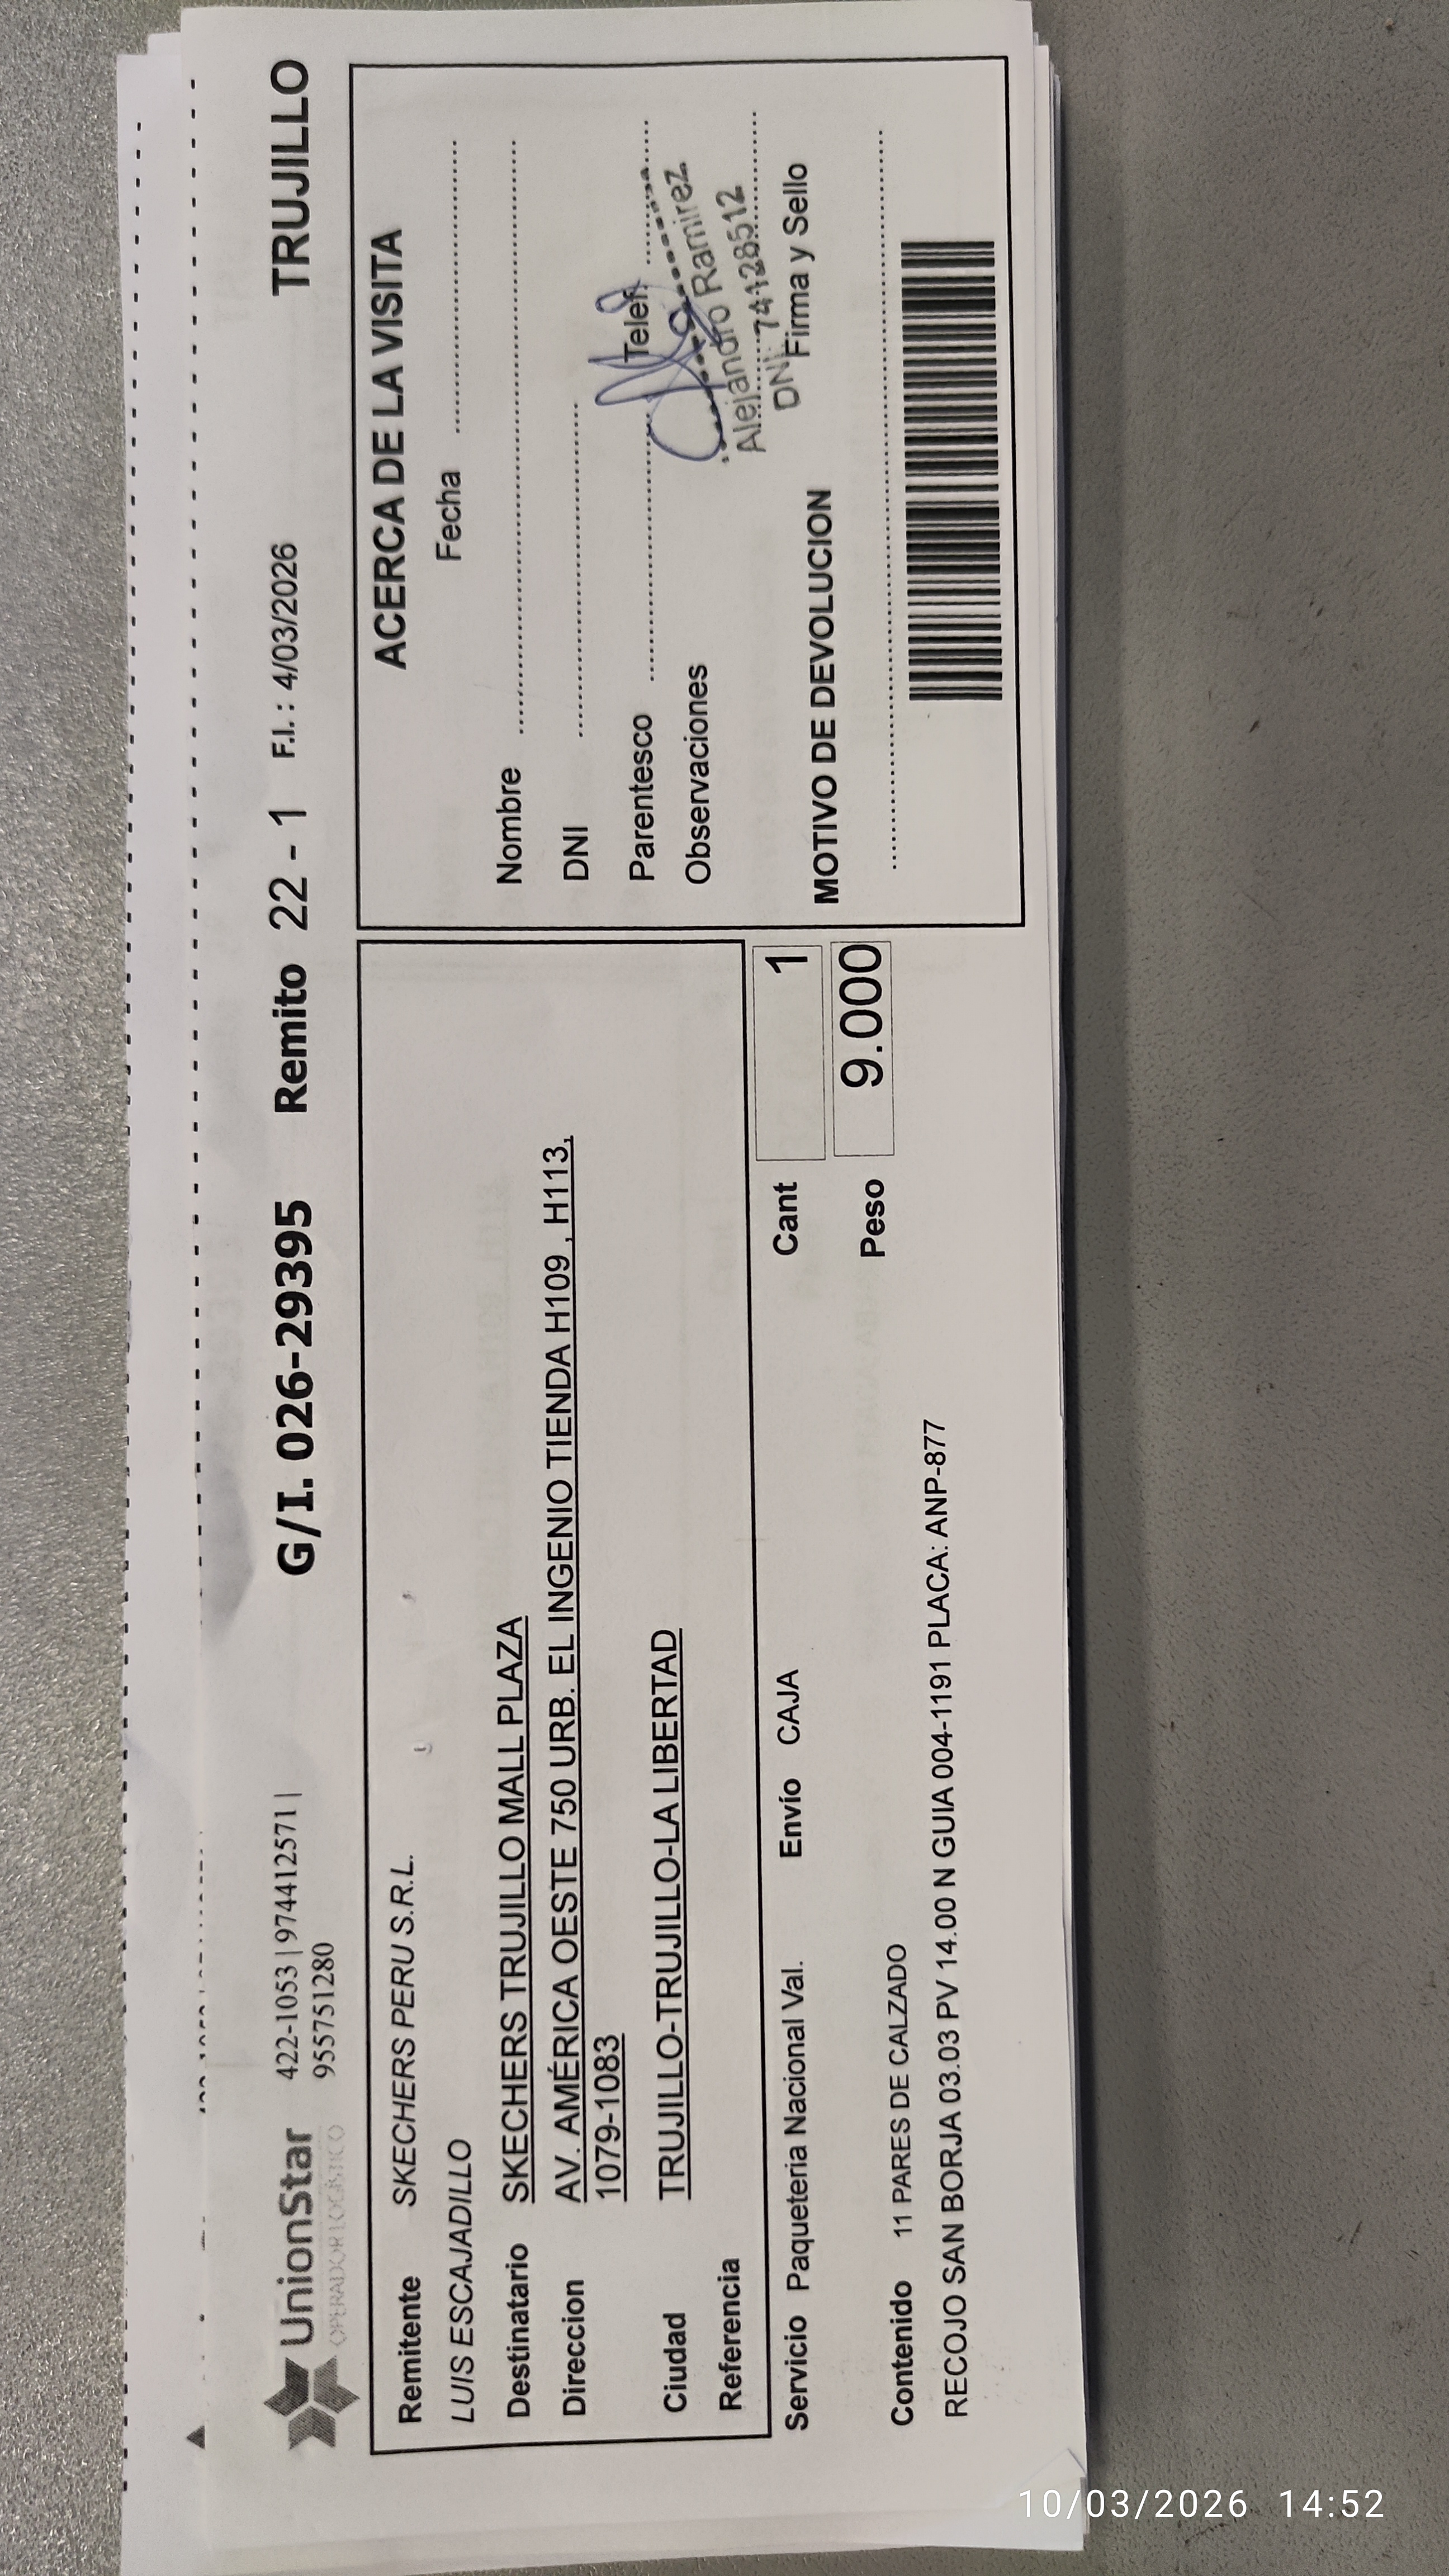 UnionStar
OPERADOR LOGÍSTICO
422-1053 | 974412571 |
955751280
G/I. 026-29395 Remito 22 - 1 F.I. : 4/03/2026 TRUJILLO
Remitente SKECHERS PERU S.R.L.
LUIS ESCAJADILLO
Destinatario SKECHERS TRUJILLO MALL PLAZA
Direccion AV. AMÉRICA OESTE 750 URB. EL INGENIO TIENDA H109 , H113,
1079-1083
Ciudad TRUJILLO-TRUJILLO-LA LIBERTAD
Referencia
Servicio Paqueteria Nacional Val. Envío CAJA Cant 1
Peso 9.000
Contenido 11 PARES DE CALZADO
RECOJO SAN BORJA 03.03 PV 14.00 N GUIA 004-1191 PLACA: ANP-877
ACERCA DE LA VISITA
Fecha
Nombre
DNI
Parentesco Telef.
Observaciones
Alejandro Ramirez
DNI: 74128512
Firma y Sello
MOTIVO DE DEVOLUCION
10/03/2026 14:52